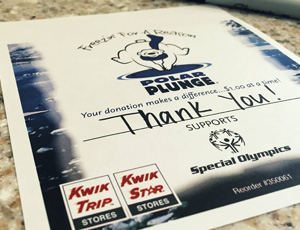 Freezin' For A Reason
POLAR
PLUNGE
Your donation makes a difference...$1.00 at a time!
Thank You!
SUPPORTS
Special Olympics
KWIK TRIP STORES
KWIK STAR STORES
Reorder #350061